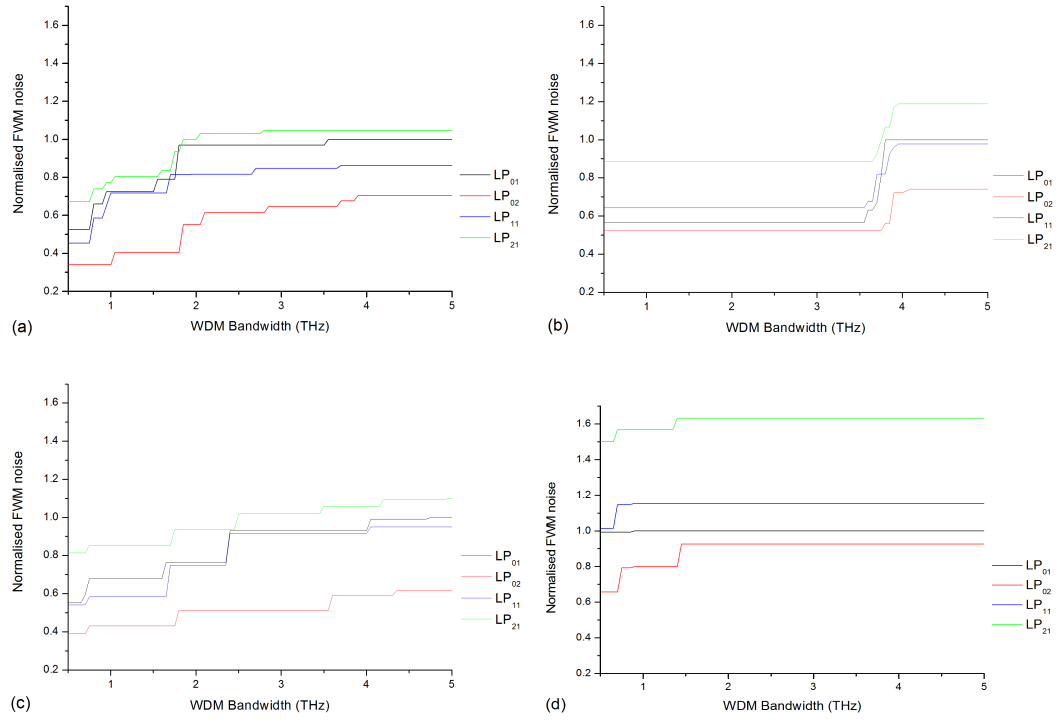 1.6
1.4
1.2
1.0
0.8
0.6
0.4
0.2
Normalised FWM noise
1
2
3
4
5
WDM Bandwidth (THz)
LP01
LP02
LP11
LP21
(a)
1.6
1.4
1.2
1.0
0.8
0.6
0.4
0.2
Normalised FWM noise
1
2
3
4
5
WDM Bandwidth (THz)
LP01
LP02
LP11
LP21
(b)
1.6
1.4
1.2
1.0
0.8
0.6
0.4
0.2
Normalised FWM noise
1
2
3
4
5
WDM Bandwidth (THz)
LP01
LP02
LP11
LP21
(c)
1.6
1.4
1.2
1.0
0.8
0.6
0.4
0.2
Normalised FWM noise
1
2
3
4
5
WDM Bandwidth (THz)
LP01
LP02
LP11
LP21
(d)